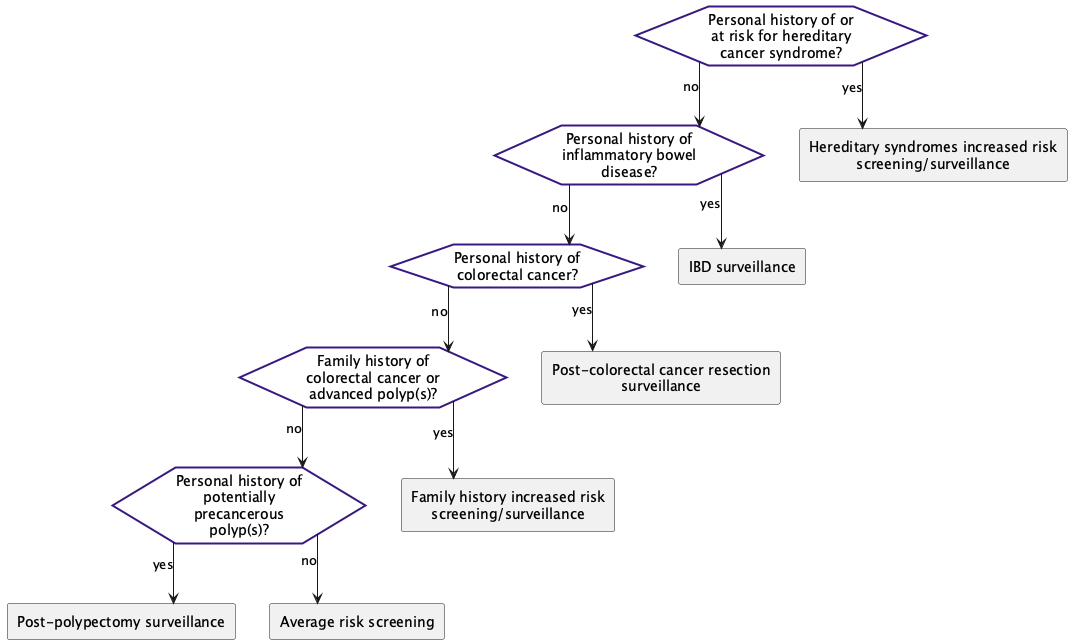 Personal history of or
at risk for hereditary
cancer syndrome?
no
yes
Personal history of
inflammatory bowel
disease?
Hereditary syndromes increased risk
screening/surveillance
no
yes
Personal history of
colorectal cancer?
IBD surveillance
no
yes
Family history of
colorectal cancer or
advanced polyp(s)?
Post-colorectal cancer resection
surveillance
no
yes
Personal history of
potentially
precancerous
polyp(s)?
Family history increased risk
screening/surveillance
yes
no
Post-polypectomy surveillance
Average risk screening